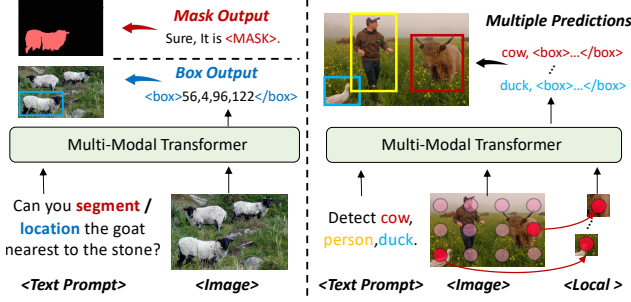 Mask Output
Sure, It is <MASK>.
Box Output
<box>56,4,96,122</box>
Multi-Modal Transformer
Can you segment /
location the goat
nearest to the stone?
<Text Prompt>
<Image>
Multiple Predictions
cow, <box>...</box>
duck, <box>...</box>
Multi-Modal Transformer
Detect cow,
person,duck.
<Text Prompt>
<Image>
<Local >